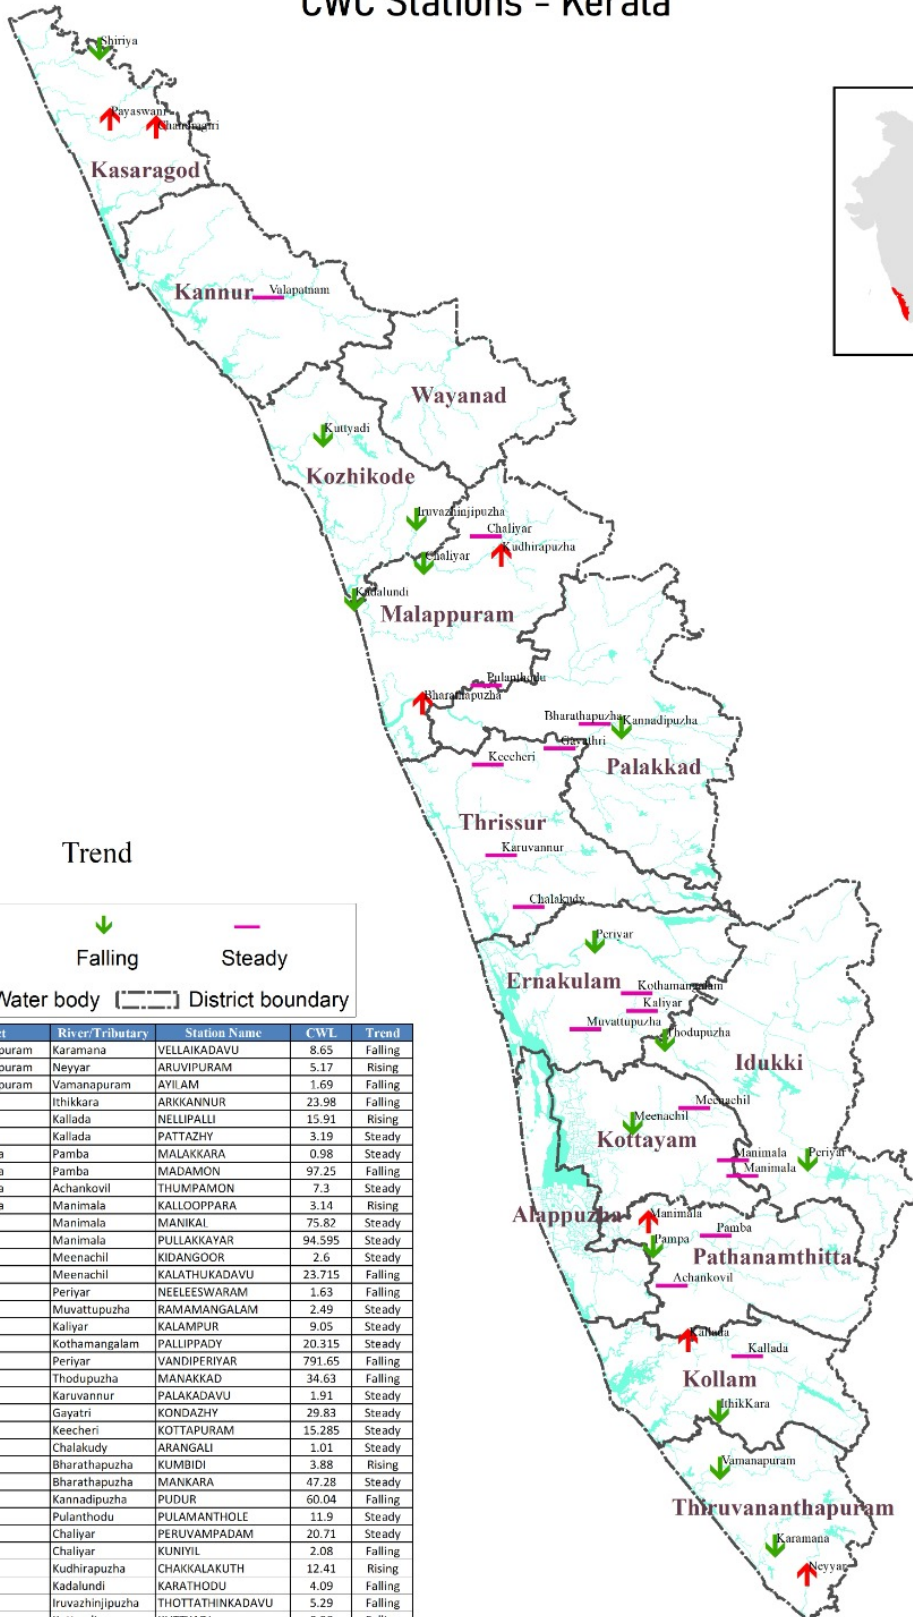 CWC Stations - Kerala
Shiriya
Payaswani
Chandragiri
Kasaragod
Kannur
Valapatnam
Wayanad
Kuttyadi
Kozhikode
Iruvazhinjipuzha
Chaliyar
Kudhirapuzha
Chaliyar
Kadalundi
Malappuram
Pulanthodu
Bharathapuzha
Bharathapuzha
Kannadipuzha
Gayathri
Keecheri
Palakkad
Thrissur
Karuvannur
Chalakudy
Periyar
Ernakulam
Kothamangalam
Kaliyar
Muvattupuzha
Thodupuzha
Idukki
Meenachil
Meenachil
Kottayam
Manimala
Periyar
Manimala
Alappuzha
Manimala
Pamba
Pampa
Pathanamthitta
Achankovil
Kallada
Kallada
Kollam
IthikKara
Vamanapuram
Thiruvananthapuram
Karamana
Neyyar
Trend
Falling Steady
Water body District boundary
ct River/Tributary Station Name CWL Trend
puram Karamana VELLAIKADAVU 8.65 Falling
puram Neyyar ARUVIPURAM 5.17 Rising
puram Vamanapuram AYILAM 1.69 Falling
Ithikkara ARKKANNUR 23.98 Falling
Kallada NELLIPALLI 15.91 Rising
Kallada PATTAZHY 3.19 Steady
a Pamba MALAKKARA 0.98 Steady
a Pamba MADAMON 97.25 Falling
a Achankovil THUMPAMON 7.3 Steady
a Manimala KALLOOPPARA 3.14 Rising
Manimala MANIKAL 75.82 Steady
Manimala PULLAKKAYAR 94.595 Steady
Meenachil KIDANGOOR 2.6 Steady
Meenachil KALATHUKADAVU 23.715 Falling
Periyar NEELEESWARAM 1.63 Falling
Muvattupuzha RAMAMANGALAM 2.49 Steady
Kaliyar KALAMPUR 9.05 Steady
Kothamangalam PALLIPPADY 20.315 Steady
Periyar VANDIPERIYAR 791.65 Falling
Thodupuzha MANAKKAD 34.63 Falling
Karuvannur PALAKADAVU 1.91 Steady
Gayatri KONDAZHY 29.83 Steady
Keecheri KOTTAPURAM 15.285 Steady
Chalakudy ARANGALI 1.01 Steady
Bharathapuzha KUMBIDI 3.88 Rising
Bharathapuzha MANKARA 47.28 Steady
Kannadipuzha PUDUR 60.04 Falling
Pulanthodu PULAMANTHOLE 11.9 Steady
Chaliyar PERUVAMPADAM 20.71 Steady
Chaliyar KUNIYIL 2.08 Falling
Kudhirapuzha CHAKKALAKUTH 12.41 Rising
Kadalundi KARATHODU 4.09 Falling
Iruvazhinjipuzha THOTTATHINKADAVU 5.29 Falling